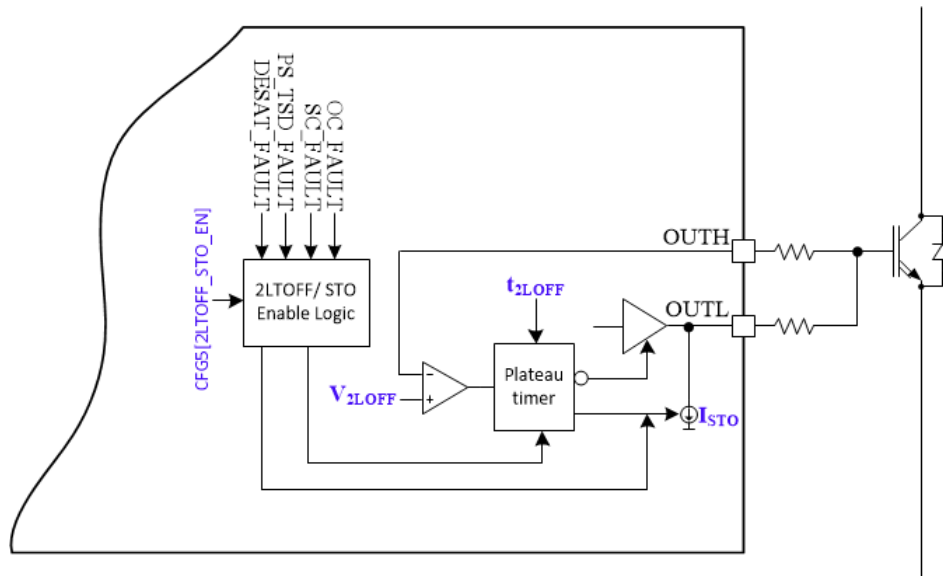 DESAT_FAULT
PS_TSD_FAULT
SC_FAULT
OC_FAULT
CFG5[2LTOFF_STO_EN]
2LTOFF/ STO
Enable Logic
OUTH
t2LOFF
OUTL
V2LOFF
−
+
Plateau
timer
ISTO